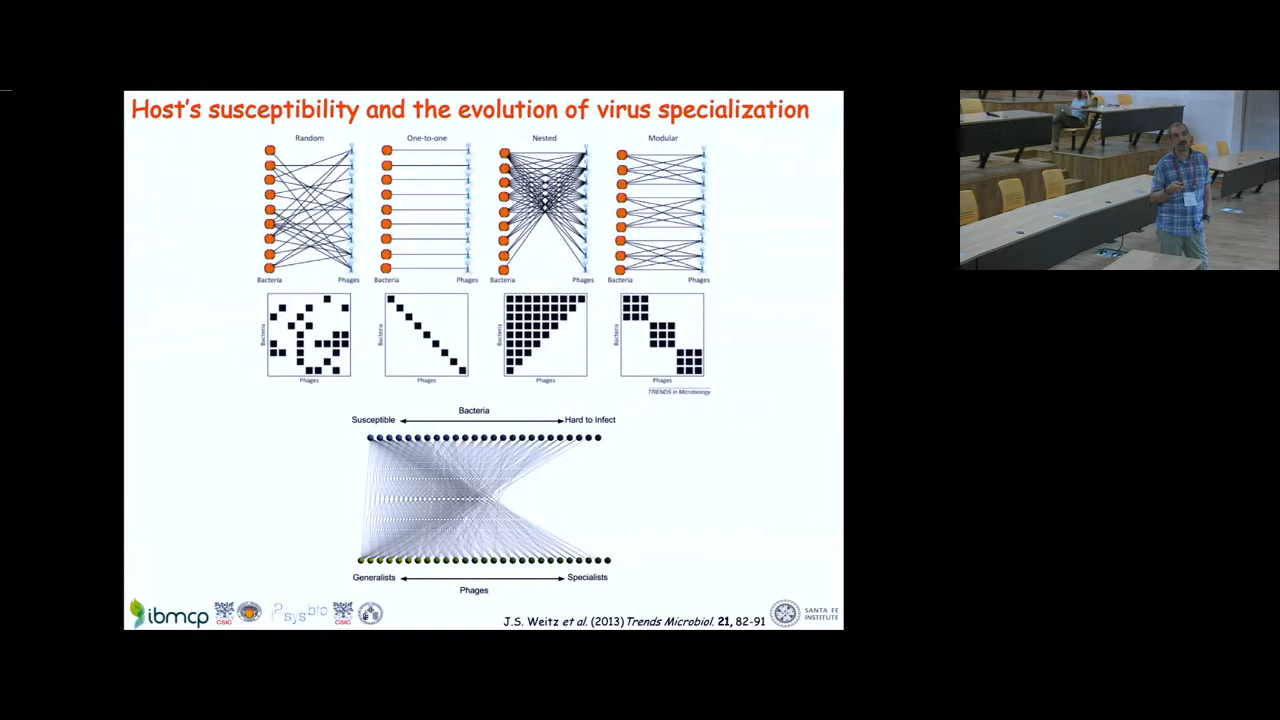 Host's susceptibility and the evolution of virus specialization
Random One-to-one Nested Modular
Bacteria Phages Bacteria Phages Bacteria Phages Bacteria Phages
Bacteria Bacteria Bacteria Bacteria
Phages Phages Phages Phages
TRENDS in Microbiology
Bacteria
Susceptible Hard to Infect
Generalists Specialists
Phages
ibmcp CSIC sysbio CSIC SANTA FE
INSTITUTE
J.S. Weitz et al. (2013) Trends Microbiol. 21, 82-91